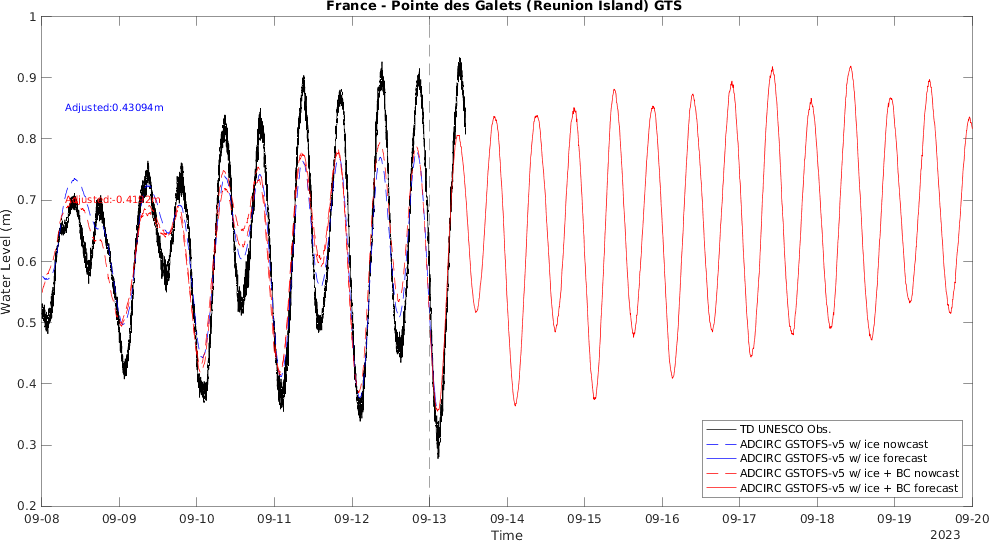 France - Pointe des Galets (Reunion Island) GTS
1
0.9
0.8
0.7
0.6
0.5
0.4
0.3
0.2
Water Level (m)
Adjusted:0.43094m
TD UNESCO Obs.
ADCIRC GSTOFS-v5 w/ ice nowcast
ADCIRC GSTOFS-v5 w/ ice forecast
ADCIRC GSTOFS-v5 w/ ice + BC nowcast
ADCIRC GSTOFS-v5 w/ ice + BC forecast
09-08 09-09 09-10 09-11 09-12 09-13 09-14 09-15 09-16 09-17 09-18 09-19 09-20
Time
2023